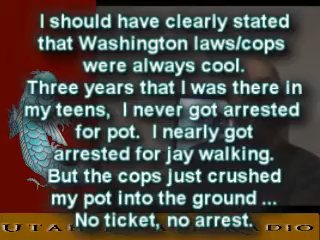 I should have clearly stated
that Washington laws/cops
were always cool.
Three years that I was there in
my teens, I never got arrested
for pot. I nearly got
arrested for jay walking.
But the cops just crushed
my pot into the ground ...
No ticket, no arrest.
UTAH